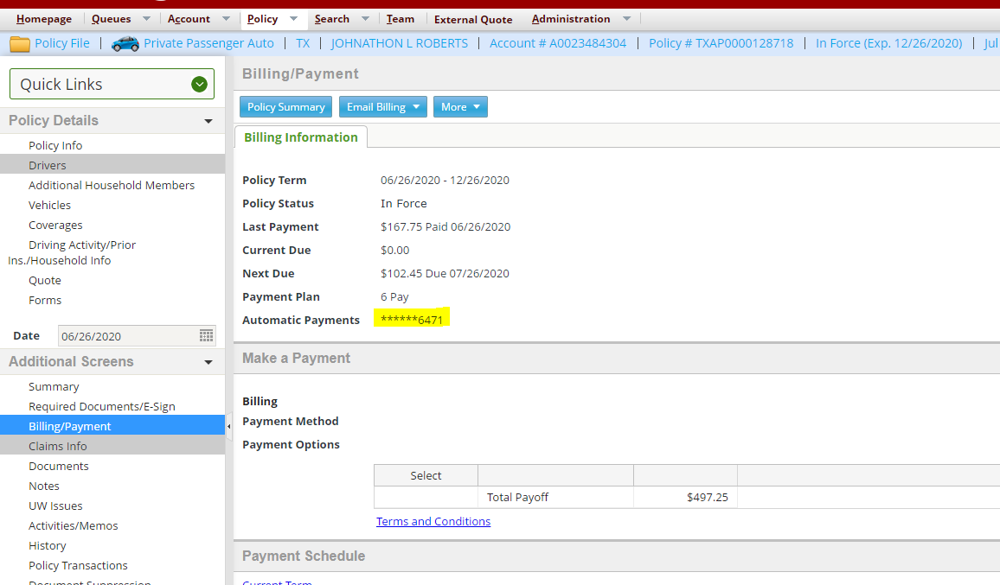 Homepage Queues Account Policy Search Team External Quote Administration
Policy File | Private Passenger Auto | TX | JOHNATHON L ROBERTS | Account # A0023484304 | Policy # TXAP0000128718 | In Force (Exp. 12/26/2020) | Jul
Quick Links
Policy Details
Policy Info
Drivers
Additional Household Members
Vehicles
Coverages
Driving Activity/Prior
Ins./Household Info
Quote
Forms
Date 06/26/2020
Additional Screens
Summary
Required Documents/E-Sign
Billing/Payment
Claims Info
Documents
Notes
UW Issues
Activities/Memos
History
Policy Transactions
Document Suppression
Billing/Payment
Policy Summary Email Billing More
Billing Information
Policy Term 06/26/2020 - 12/26/2020
Policy Status In Force
Last Payment $167.75 Paid 06/26/2020
Current Due $0.00
Next Due $102.45 Due 07/26/2020
Payment Plan 6 Pay
Automatic Payments ******6471
Make a Payment
Billing
Payment Method
Payment Options
Select
Total Payoff $497.25
Terms and Conditions
Payment Schedule
Current Term